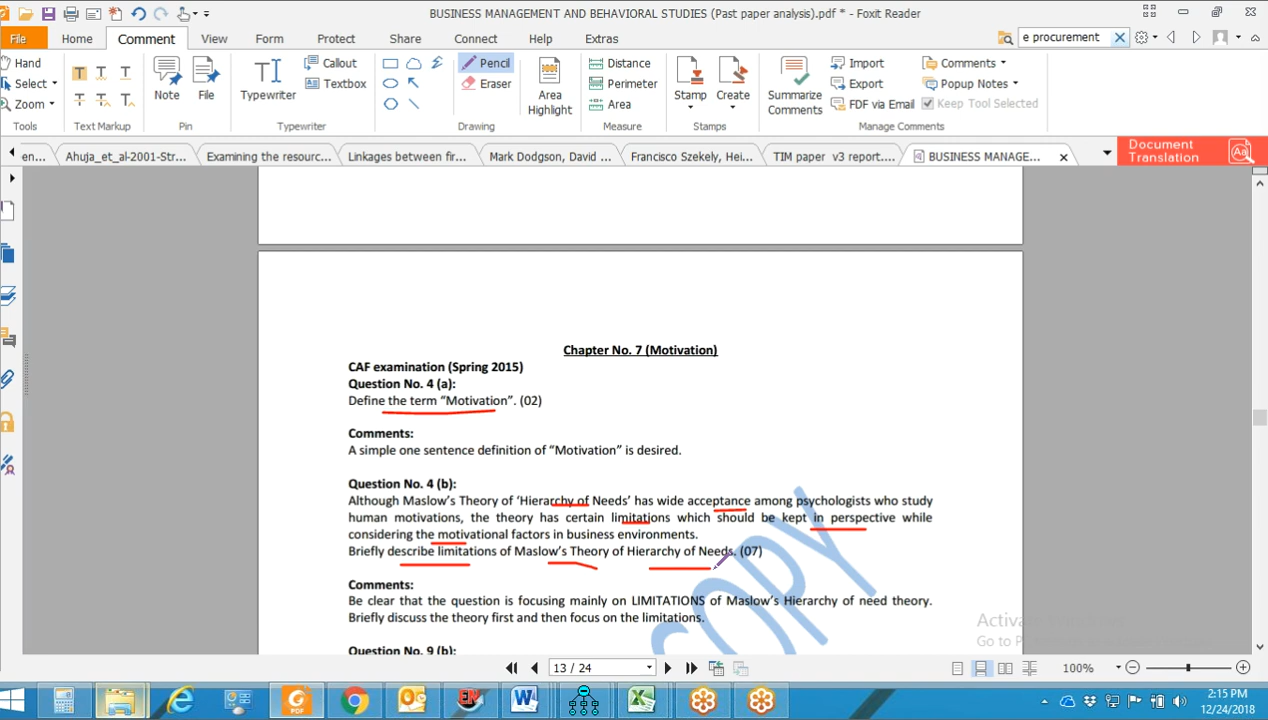 BUSINESS MANAGEMENT AND BEHAVIORAL STUDIES (Past paper analysis).pdf * - Foxit Reader
File Home Comment View Form Protect Share Connect Help Extras e procurement
Hand Select Zoom Tools
Text Markup
Note File Pin
Typewriter Callout Textbox Typewriter
Pencil Eraser Area Highlight Drawing
Distance Perimeter Area Measure
Stamp Create Stamps
Summarize Comments Import Export FDF via Email Comments Popup Notes Keep Tool Selected Manage Comments
en... Ahuja_et_al-2001-Str... Examining the resourc... Linkages between fir... Mark Dodgson, David ... Francisco Szekely, Hei... TIM paper v3 report.... BUSINESS MANAGE... Document Translation
Chapter No. 7 (Motivation)
CAF examination (Spring 2015)
Question No. 4 (a):
Define the term “Motivation”. (02)
Comments:
A simple one sentence definition of “Motivation” is desired.
Question No. 4 (b):
Although Maslow’s Theory of ‘Hierarchy of Needs’ has wide acceptance among psychologists who study
human motivations, the theory has certain limitations which should be kept in perspective while
considering the motivational factors in business environments.
Briefly describe limitations of Maslow’s Theory of Hierarchy of Needs. (07)
Comments:
Be clear that the question is focusing mainly on LIMITATIONS of Maslow’s Hierarchy of need theory.
Briefly discuss the theory first and then focus on the limitations.
Question No. 9 (b):
COPY
13 / 24
100%
2:15 PM
12/24/2018